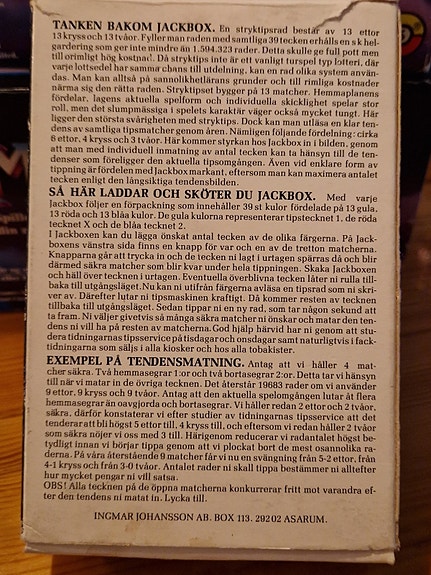 TANKEN BAKOM JACKBOX. En stryktipsrad består av 13 ettor
13 kryss och 13 tvåor. Fyller man raden med samtliga 39 tecken erhålls en s k hel-
gardering som ger inte mindre än 1.594.323 rader. Detta skulle ge full pott men
till orimligt hög kostnad. Då stryktips inte är ett vanligt turspel typ lotteri, där
varje lottsedel har samma chans till utdelning, kan en rad olika system använ-
das. Man kan alltså på sannolikhetlärans grunder och till rimliga kostnader
närma sig den rätta raden. Stryktipset bygger på 13 matcher. Hemmaplanens
fördelar, lagens aktuella spelform och individuella skicklighet spelar stor
roll, men det slumpmässiga i spelets karaktär väger också mycket tungt. Här
ligger den största svårigheten med stryktips. Dock kan man utläsa en klar ten-
dens av samtliga tipsmatcher genom åren. Nämligen följande fördelning: cirka
6 ettor, 4 kryss och 3 tvåor. Här kommer styrkan hos Jackbox in i bilden, genom
att man med individuell inmatning av antal tecken kan ta hänsyn till de ten-
denser som föreligger den aktuella tipsomgången. Även vid enklare form av
tippning är fördelen med Jackbox markant, eftersom man kan maximera antalet
tecken enligt den långsiktiga tendensbilden.
SÅ HÄR LADDAR OCH SKÖTER DU JACKBOX. Med varje
Jackbox följer en förpackning som innehåller 39 st kulor fördelade på 13 gula,
13 röda och 13 blåa kulor. De gula kulorna representerar tipstecknet 1, de röda
tecknet X och de blåa tecknet 2.
I Jackboxen kan du lägga önskat antal tecken av de olika färgerna. På Jack-
boxens vänstra sida finns en knapp för var och en av de tretton matcherna.
Knapparna går att trycka in och de tecken ni lagt i urtagen spärras då och blir
därmed säkra matcher som blir kvar under hela tippningen. Skaka Jackboxen
och håll över tecknen i urtagen. Eventuella överblivna tecken låter ni rulla till-
baka till utgångsläget. Nu kan ni utifrån färgerna avläsa en tipsrad som ni skri-
ver av. Därefter lutar ni tipsmaskinen kraftigt. Då kommer resten av tecknen
tillbaka till utgångsläget. Sedan tippar ni en ny rad, som tar någon sekund att
ta fram. Ni väljer givetvis så många säkra matcher ni önskar och matar den ten-
dens ni vill ha på resten av matcherna. God hjälp härvid har ni genom att stu-
dera tidningarnas tipsservice på tisdagar och onsdagar samt naturligtvis i fack-
tidningarna som säljs i alla kiosker och hos alla tobakister.
EXEMPEL PÅ TENDENSMATNING. Antag att vi håller 4 mat-
cher säkra. Två hemmasegrar 1:or och två bortasegrar 2:or. Detta tar vi hänsyn
till när vi matar in de övriga tecknen. Det återstår 19683 rader om vi använder
9 ettor, 9 kryss och 9 tvåor. Antag att den aktuella spelomgången lutar åt flera
hemmasegrar än oavgjorda och bortasegrar. Vi håller redan 2 ettor och 2 tvåor,
säkra, därför konstaterar vi efter studier av tidningarnas tipsservice att det
tenderar att bli högst 5 ettor till, 4 kryss till, och eftersom vi redan håller 2 tvåor
som säkra nöjer vi oss med 3 till. Härigenom reducerar vi radantalet högst be-
tydligt innan vi börjar tippa genom att vi plockat bort de mest osannolika ra-
derna. På våra återstående 9 matcher får vi nu en svängning från 5-2 ettor, från
4-1 kryss och från 3-0 tvåor. Antalet rader ni skall tippa bestämmer ni alltefter
hur mycket pengar ni vill satsa.
OBS! Alla tecknen på de öppna matcherna konkurrerar fritt mot varandra ef-
ter den tendens ni matat in. Lycka till.
INGMAR JOHANSSON AB. BOX 113. 292 02 ASARUM.